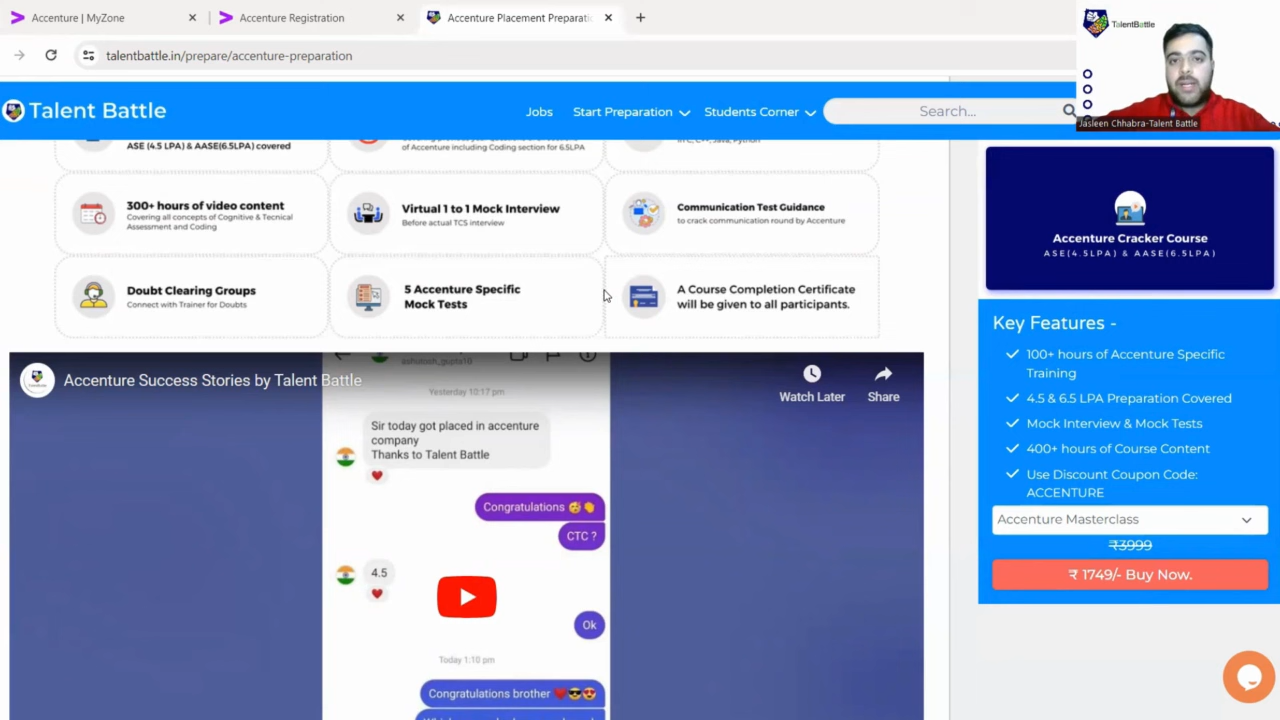 Accenture | MyZone
Accenture Registration
Accenture Placement Preparati
talentbattle.in/prepare/accenture-preparation
TalentBattle
Jasleen Chhabra-Talent Battle
Talent Battle
Jobs
Start Preparation
Students Corner
Search...
ASE (4.5 LPA) & AASE(6.5LPA) covered
of Accenture including Coding section for 6.5LPA
in C, C++, Java, Python
300+ hours of video content
Covering all concepts of Cognitive & Tecnical
Assessment and Coding
Virtual 1 to 1 Mock Interview
Before actual TCS interview
Communication Test Guidance
to crack communication round by Accenture
Doubt Clearing Groups
Connect with Trainer for Doubts
5 Accenture Specific
Mock Tests
A Course Completion Certificate
will be given to all participants.
Accenture Cracker Course
ASE(4.5LPA) & AASE(6.5LPA)
Key Features -
100+ hours of Accenture Specific
Training
4.5 & 6.5 LPA Preparation Covered
Mock Interview & Mock Tests
400+ hours of Course Content
Use Discount Coupon Code:
ACCENTURE
Accenture Masterclass
₹3999
₹ 1749/- Buy Now.
Accenture Success Stories by Talent Battle
Watch Later
Share
ashutosh_gupta10
Yesterday 10:17 pm
Sir today got placed in accenture
company
Thanks to Talent Battle
Congratulations 🥳👏
CTC ?
4.5
Ok
Today 1:10 pm
Congratulations brother ❤️😎😍